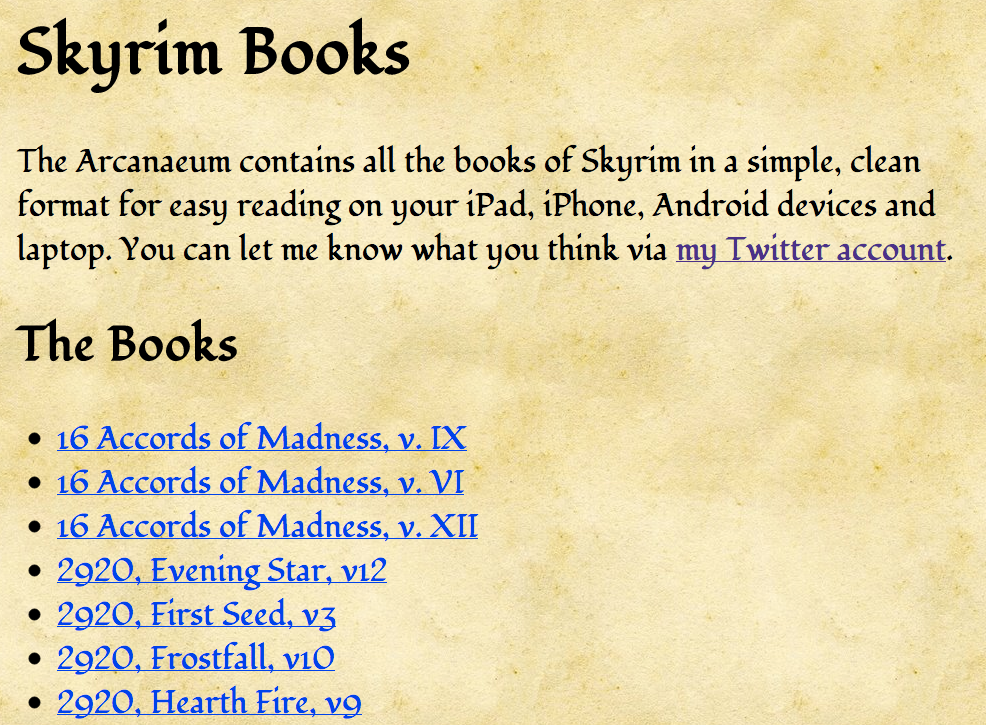 Skyrim Books
The Arcanaeum contains all the books of Skyrim in a simple, clean
format for easy reading on your iPad, iPhone, Android devices and
laptop. You can let me know what you think via my Twitter account.
The Books
• 16 Accords of Madness, v. IX
• 16 Accords of Madness, v. VI
• 16 Accords of Madness, v. XII
• 2920, Evening Star, v12
• 2920, First Seed, v3
• 2920, Frostfall, v10
• 2920, Hearth Fire, v9